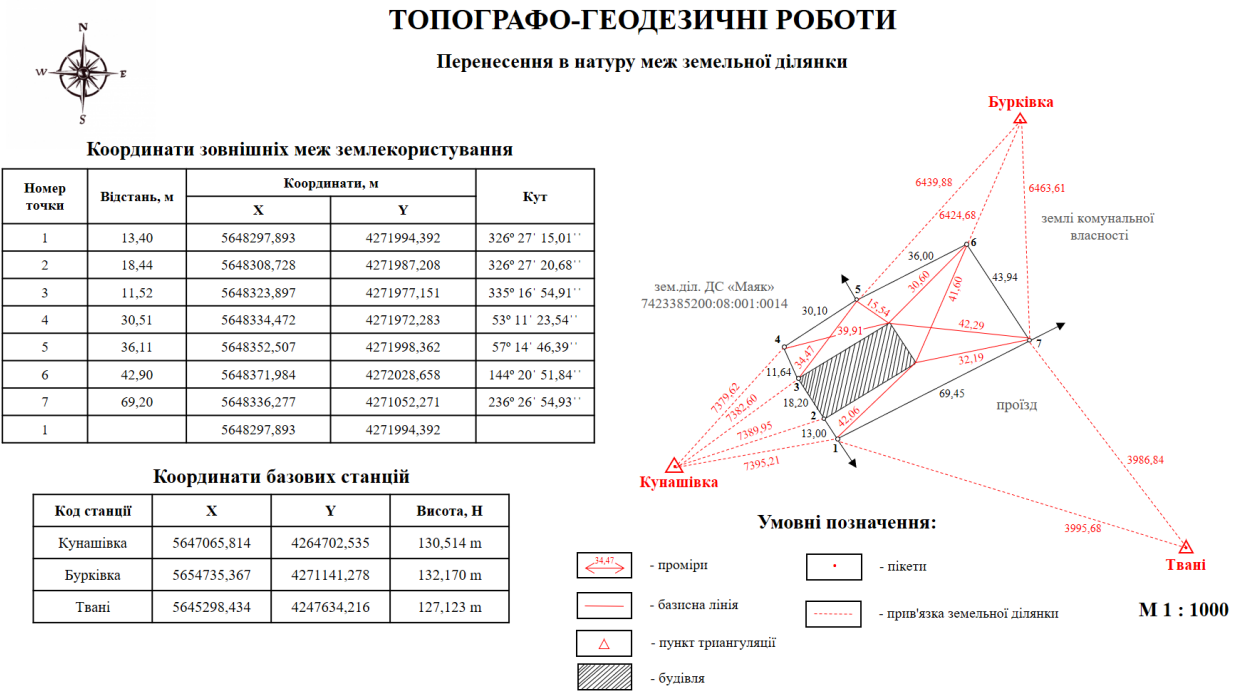 ТОПОГРАФО-ГЕОДЕЗИЧНІ РОБОТИ
Перенесення в натуру меж земельної ділянки
N
W E
S
Координати зовнішніх меж землекористування
Номер точки Відстань, м Координати, м Кут
X Y
1 13,40 5648297,893 4271994,392 326º 27˙ 15,01˙˙
2 18,44 5648308,728 4271987,208 326º 27˙ 20,68˙˙
3 11,52 5648323,897 4271977,151 335º 16˙ 54,91˙˙
4 30,51 5648334,472 4271972,283 53º 11˙ 23,54˙˙
5 36,11 5648352,507 4271998,362 57º 14˙ 46,39˙˙
6 42,90 5648371,984 4272028,658 144º 20˙ 51,84˙˙
7 69,20 5648336,277 4271052,271 236º 26˙ 54,93˙˙
1 5648297,893 4271994,392
Координати базових станцій
Код станції X Y Висота, Н
Кунашівка 5647065,814 4264702,535 130,514 m
Бурківка 5654735,367 4271141,278 132,170 m
Твані 5645298,434 4247634,216 127,123 m
Бурківка
6439,88
6463,61
6424,68
землі комунальної
власності
6
36,00
43,94
30,60
41,60
зем.діл. ДС «Маяк»
7423385200:08:001:0014
5
15,54
30,10
39,91
42,29
7
4
34,47
32,19
11,64
3
18,20
69,45
проїзд
2
42,06
13,00
1
7379,62
7382,60
7389,95
7395,21
Кунашівка
3986,84
3995,68
Твані
Умовні позначення:
34,47 - проміри
- базисна лінія
- пункт триангуляції
- будівля
- пікети
- прив'язка земельної ділянки
М 1 : 1000